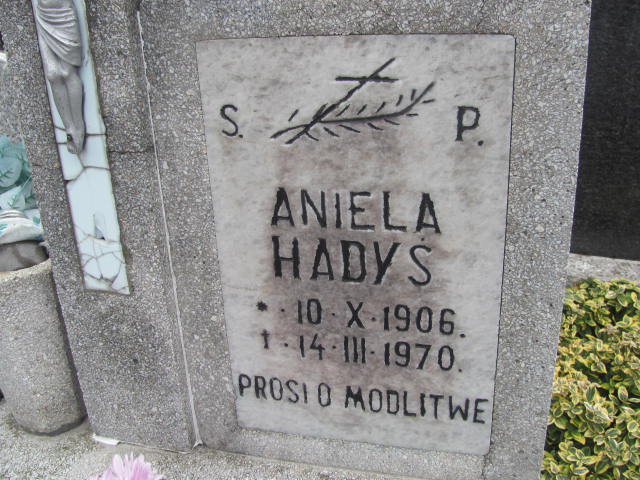 S. P.
ANIELA
HADYŚ
* · 10 · X · 1906.
† · 14 · III · 1970.
PROSI O MODLITWE